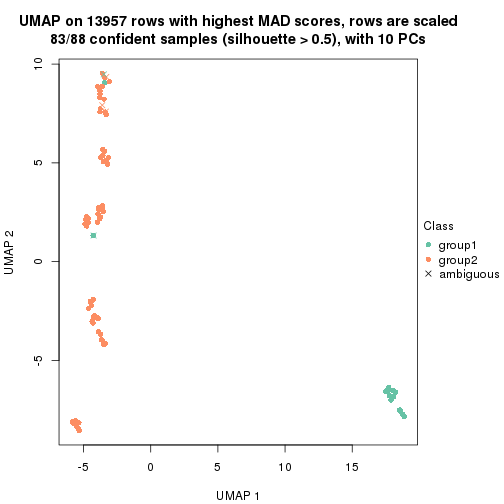 UMAP on 13957 rows with highest MAD scores, rows are scaled
83/88 confident samples (silhouette > 0.5), with 10 PCs
10
5
0
-5
UMAP 2
-5
0
5
10
15
UMAP 1
Class
group1
group2
ambiguous